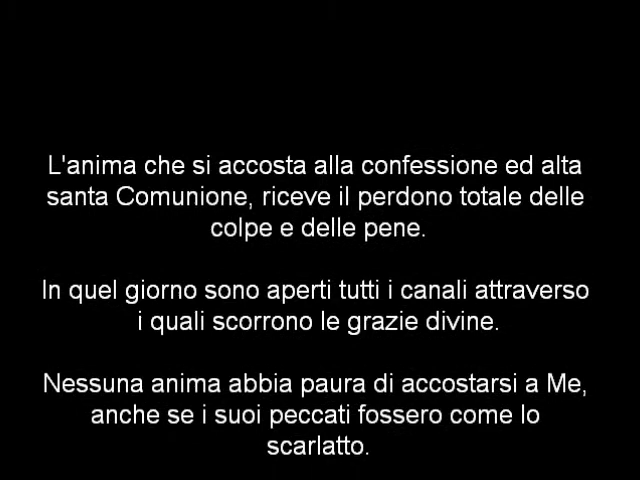 L'anima che si accosta alla confessione ed alta
santa Comunione, riceve il perdono totale delle
colpe e delle pene.
In quel giorno sono aperti tutti i canali attraverso
i quali scorrono le grazie divine.
Nessuna anima abbia paura di accostarsi a Me,
anche se i suoi peccati fossero come lo
scarlatto.